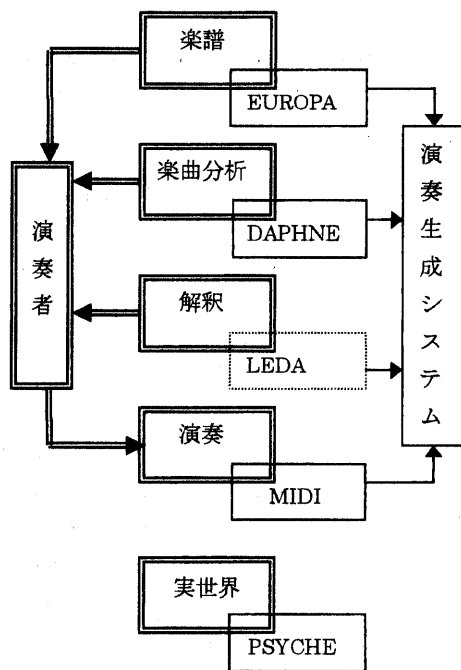 楽譜
EUROPA
楽曲分析
DAPHNE
演奏者
解釈
LEDA
演奏生成システム
演奏
MIDI
実世界
PSYCHE